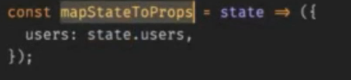 const mapStateToProps = state => ({
users: state.users,
});